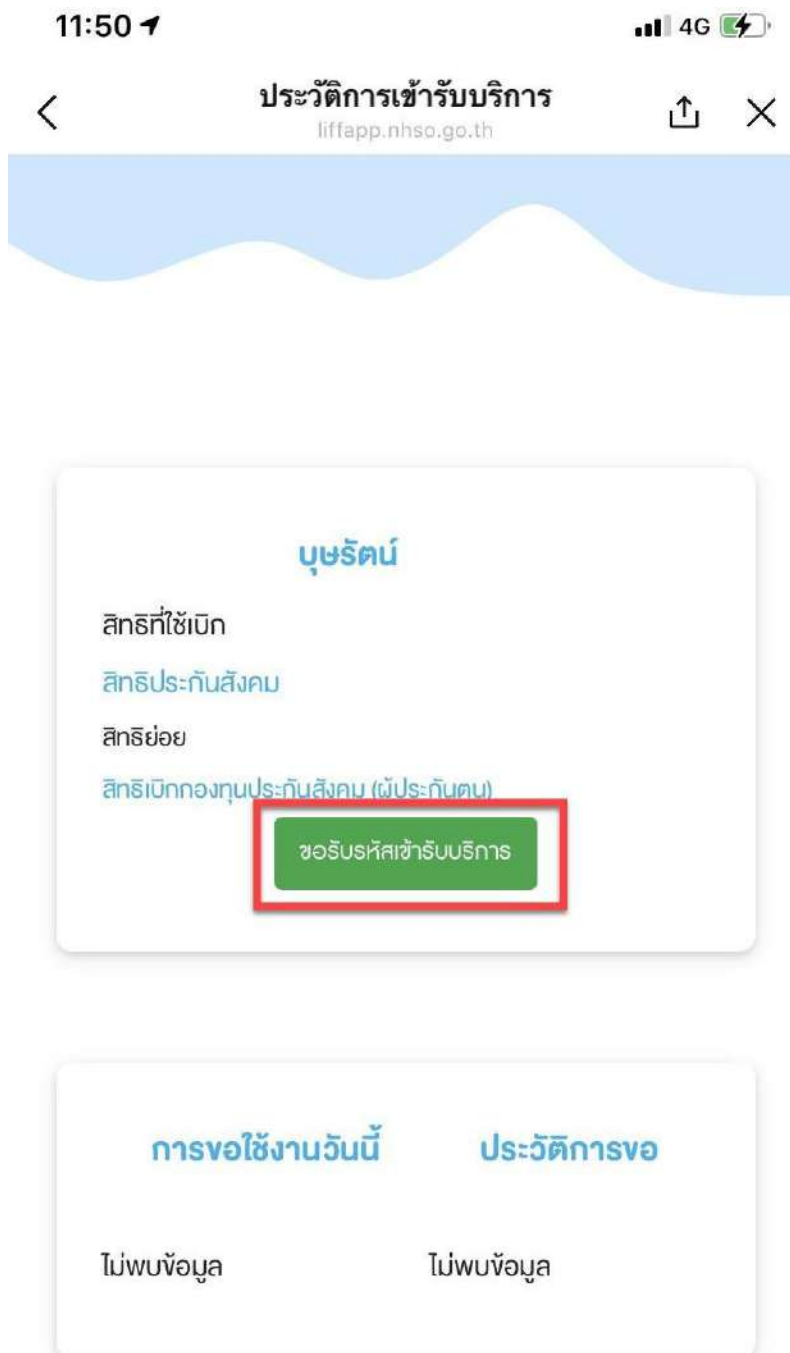 11:50
4G
ประวัติการเข้ารับบริการ
liffapp.nhso.go.th
บุษรัตน์
สิทธิที่ใช้เบิก
สิทธิประกันสังคม
สิทธิย่อย
สิทธิเบิกกองทุนประกันสังคม (ผู้ประกันตน)
ขอรับรหัสเข้ารับบริการ
การขอใช้งานวันนี้ ประวัติการขอ
ไม่พบข้อมูล ไม่พบข้อมูล